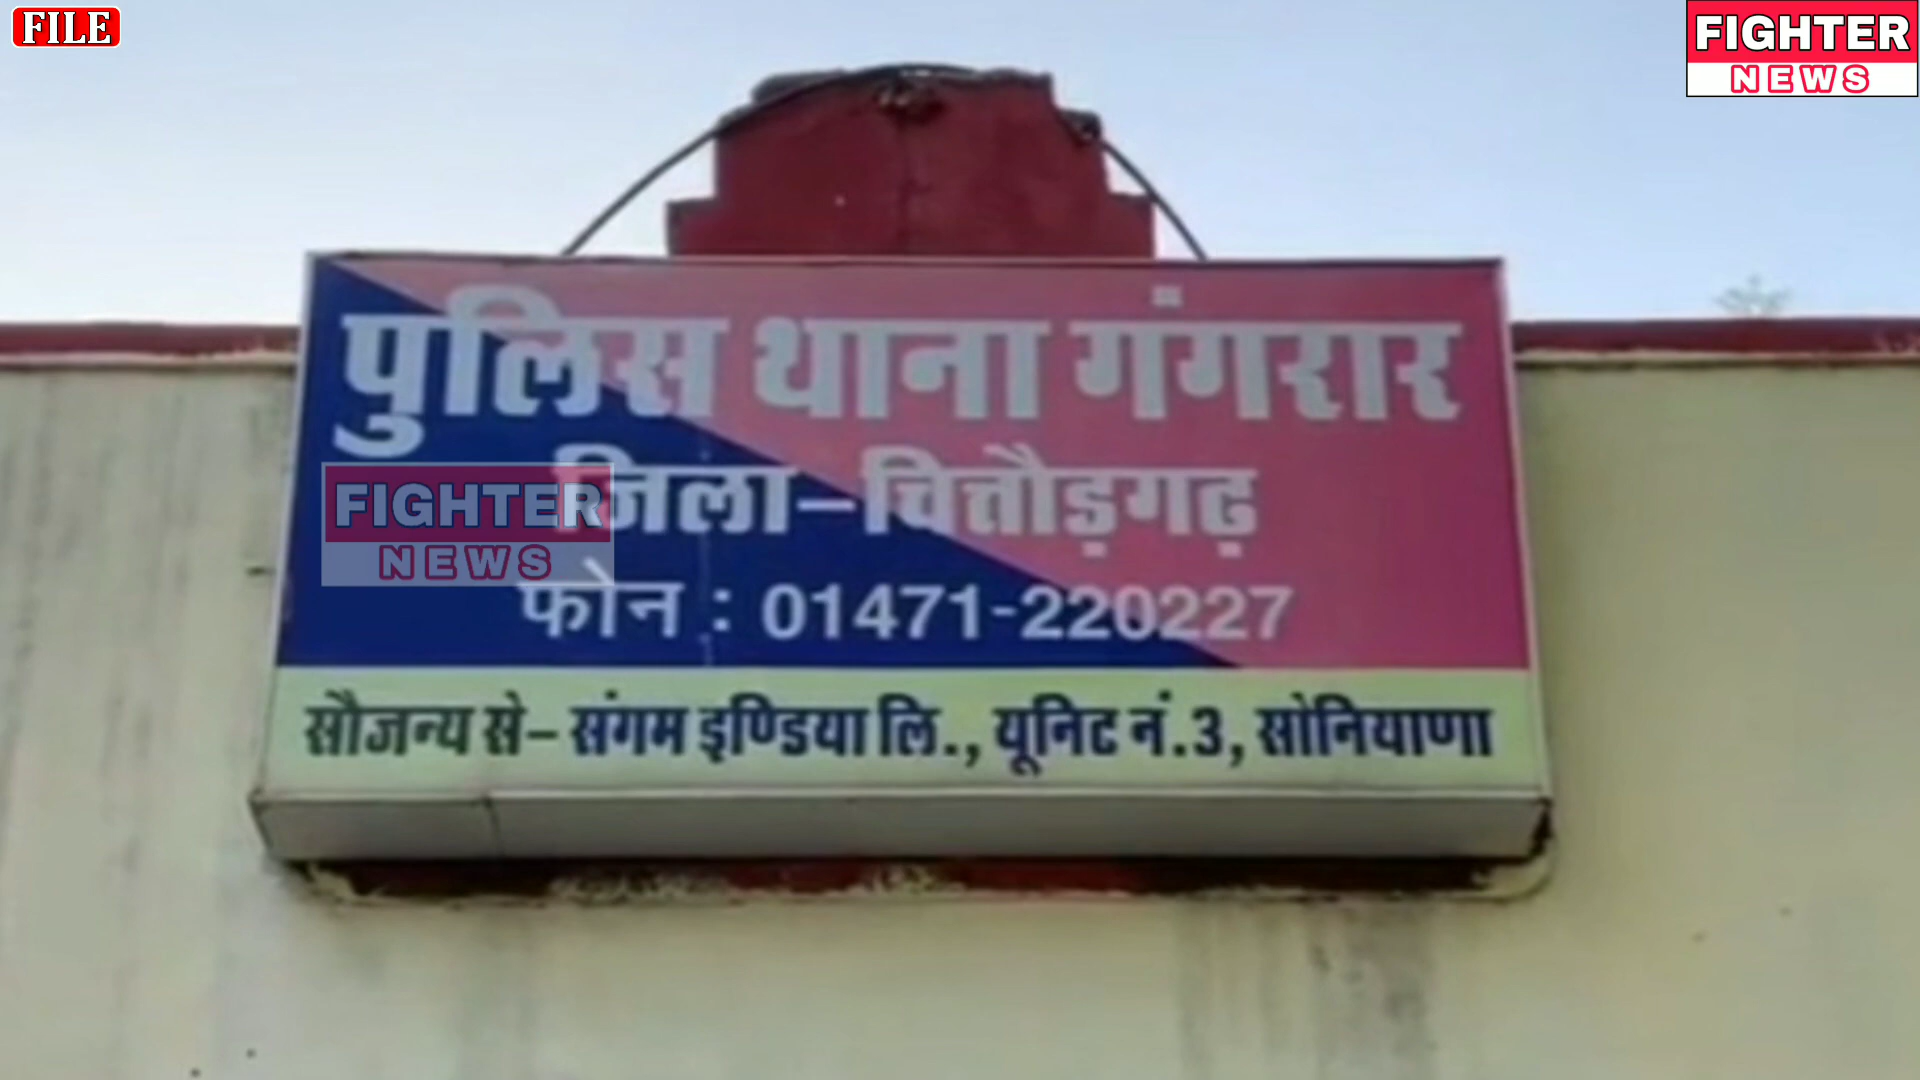 FILE
FIGHTER
NEWS
पुलिस थाना गंगरार
जिला-चित्तौड़गढ़
FIGHTER
NEWS
फोन : 01471-220227
सौजन्य से- संगम इण्डिया लि., यूनिट नं.3, सोनियाणा